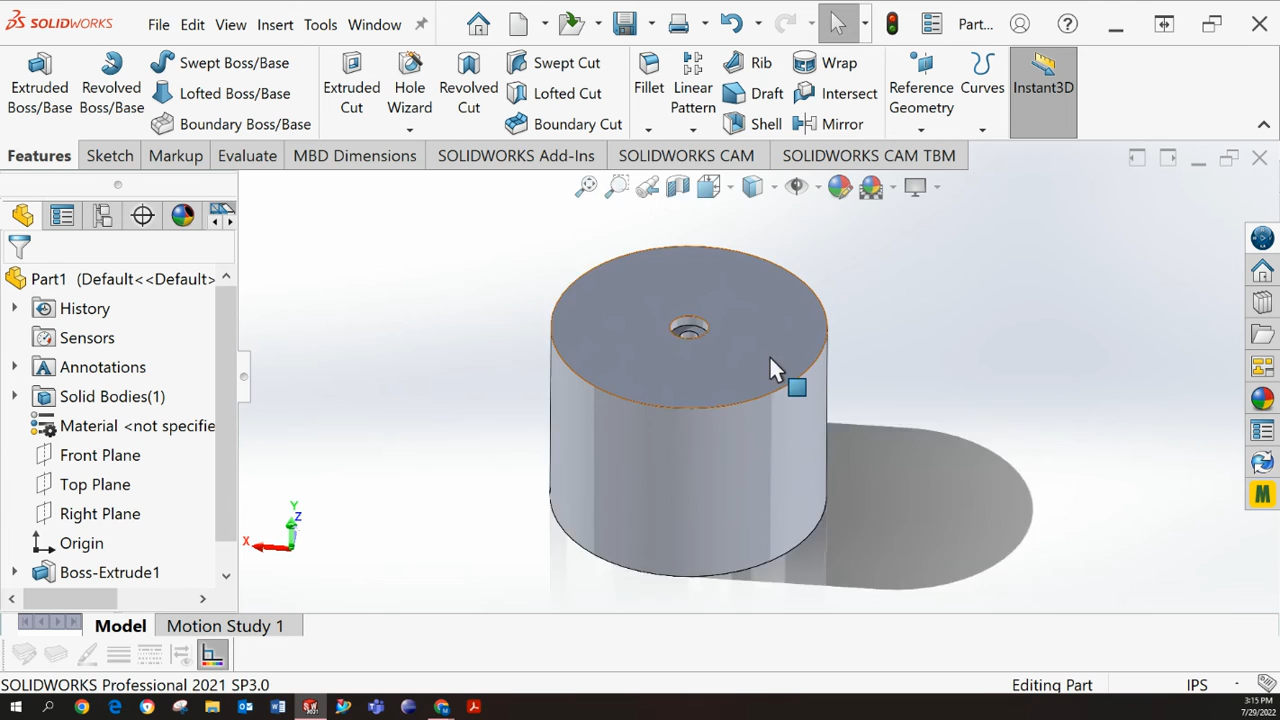 SOLIDWORKS File Edit View Insert Tools Window Part...
Extruded Boss/Base
Revolved Boss/Base
Swept Boss/Base
Lofted Boss/Base
Boundary Boss/Base
Extruded Cut
Hole Wizard
Revolved Cut
Swept Cut
Lofted Cut
Boundary Cut
Fillet
Linear Pattern
Rib
Draft
Shell
Wrap
Intersect
Mirror
Reference Geometry
Curves
Instant3D
Features Sketch Markup Evaluate MBD Dimensions SOLIDWORKS Add-Ins SOLIDWORKS CAM SOLIDWORKS CAM TBM
Part1 (Default<<Default>
History
Sensors
Annotations
Solid Bodies(1)
Material <not specifie
Front Plane
Top Plane
Right Plane
Origin
Boss-Extrude1
Y
Z
X
M
Model Motion Study 1
SOLIDWORKS Professional 2021 SP3.0 Editing Part IPS
3:15 PM
7/29/2022